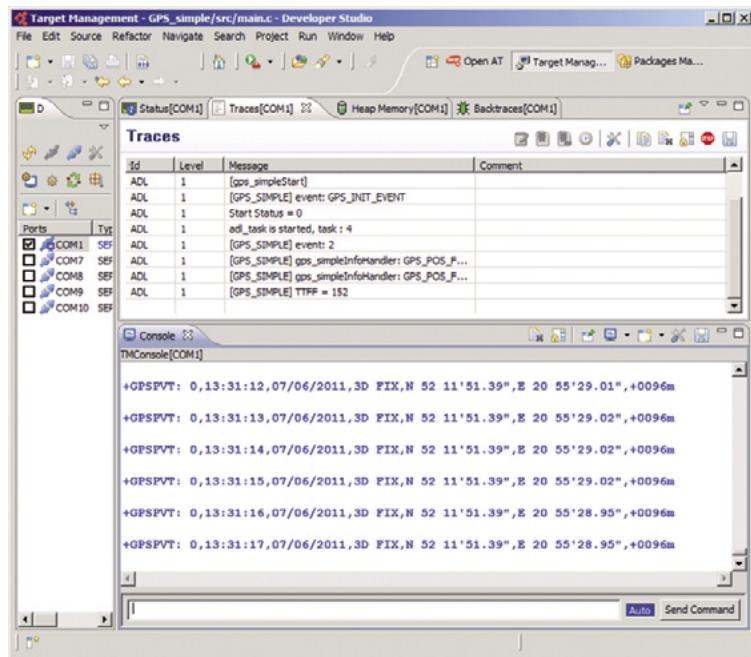 Target Management - GPS_simple/src/main.c - Developer Studio
File Edit Source Refactor Navigate Search Project Run Window Help
Open AT Target Manag... Packages Ma...
D
Status[COM1] Traces[COM1] Heap Memory[COM1] Backtraces[COM1]
Traces
STOP
Id Level Message Comment
ADL 1 [gps_simpleStart]
ADL 1 [GPS_SIMPLE] event: GPS_INIT_EVENT
ADL 1 Start Status = 0
ADL 1 adl_task is started, task : 4
ADL 1 [GPS_SIMPLE] event: 2
ADL 1 [GPS_SIMPLE] gps_simpleInfoHandler: GPS_POS_F...
ADL 1 [GPS_SIMPLE] gps_simpleInfoHandler: GPS_POS_F...
ADL 1 [GPS_SIMPLE] TTFF = 152
Ports Typ
COM1 SEF
COM7 SEF
COM8 SEF
COM9 SEF
COM10 SEF
Console
TMConsole[COM1]
+GPSPVT: 0,13:31:12,07/06/2011,3D FIX,N 52 11'51.39",E 20 55'29.01",+0096m
+GPSPVT: 0,13:31:13,07/06/2011,3D FIX,N 52 11'51.39",E 20 55'29.02",+0096m
+GPSPVT: 0,13:31:14,07/06/2011,3D FIX,N 52 11'51.39",E 20 55'29.02",+0096m
+GPSPVT: 0,13:31:15,07/06/2011,3D FIX,N 52 11'51.39",E 20 55'29.02",+0096m
+GPSPVT: 0,13:31:16,07/06/2011,3D FIX,N 52 11'51.39",E 20 55'28.95",+0096m
+GPSPVT: 0,13:31:17,07/06/2011,3D FIX,N 52 11'51.39",E 20 55'28.95",+0096m
Auto Send Command